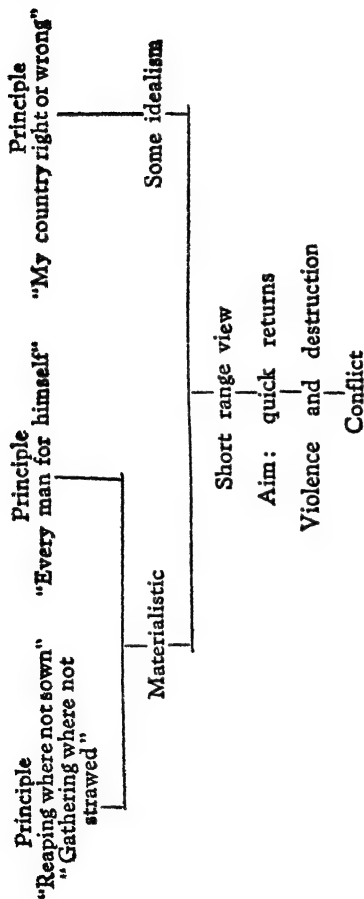 Principle
"Reaping where not sown"
"Gathering where not
strawed"
Principle
"Every man for himself"
Principle
"My country right or wrong"
Materialistic
Some idealism
Short range view
Aim: quick returns
Violence and destruction
Conflict